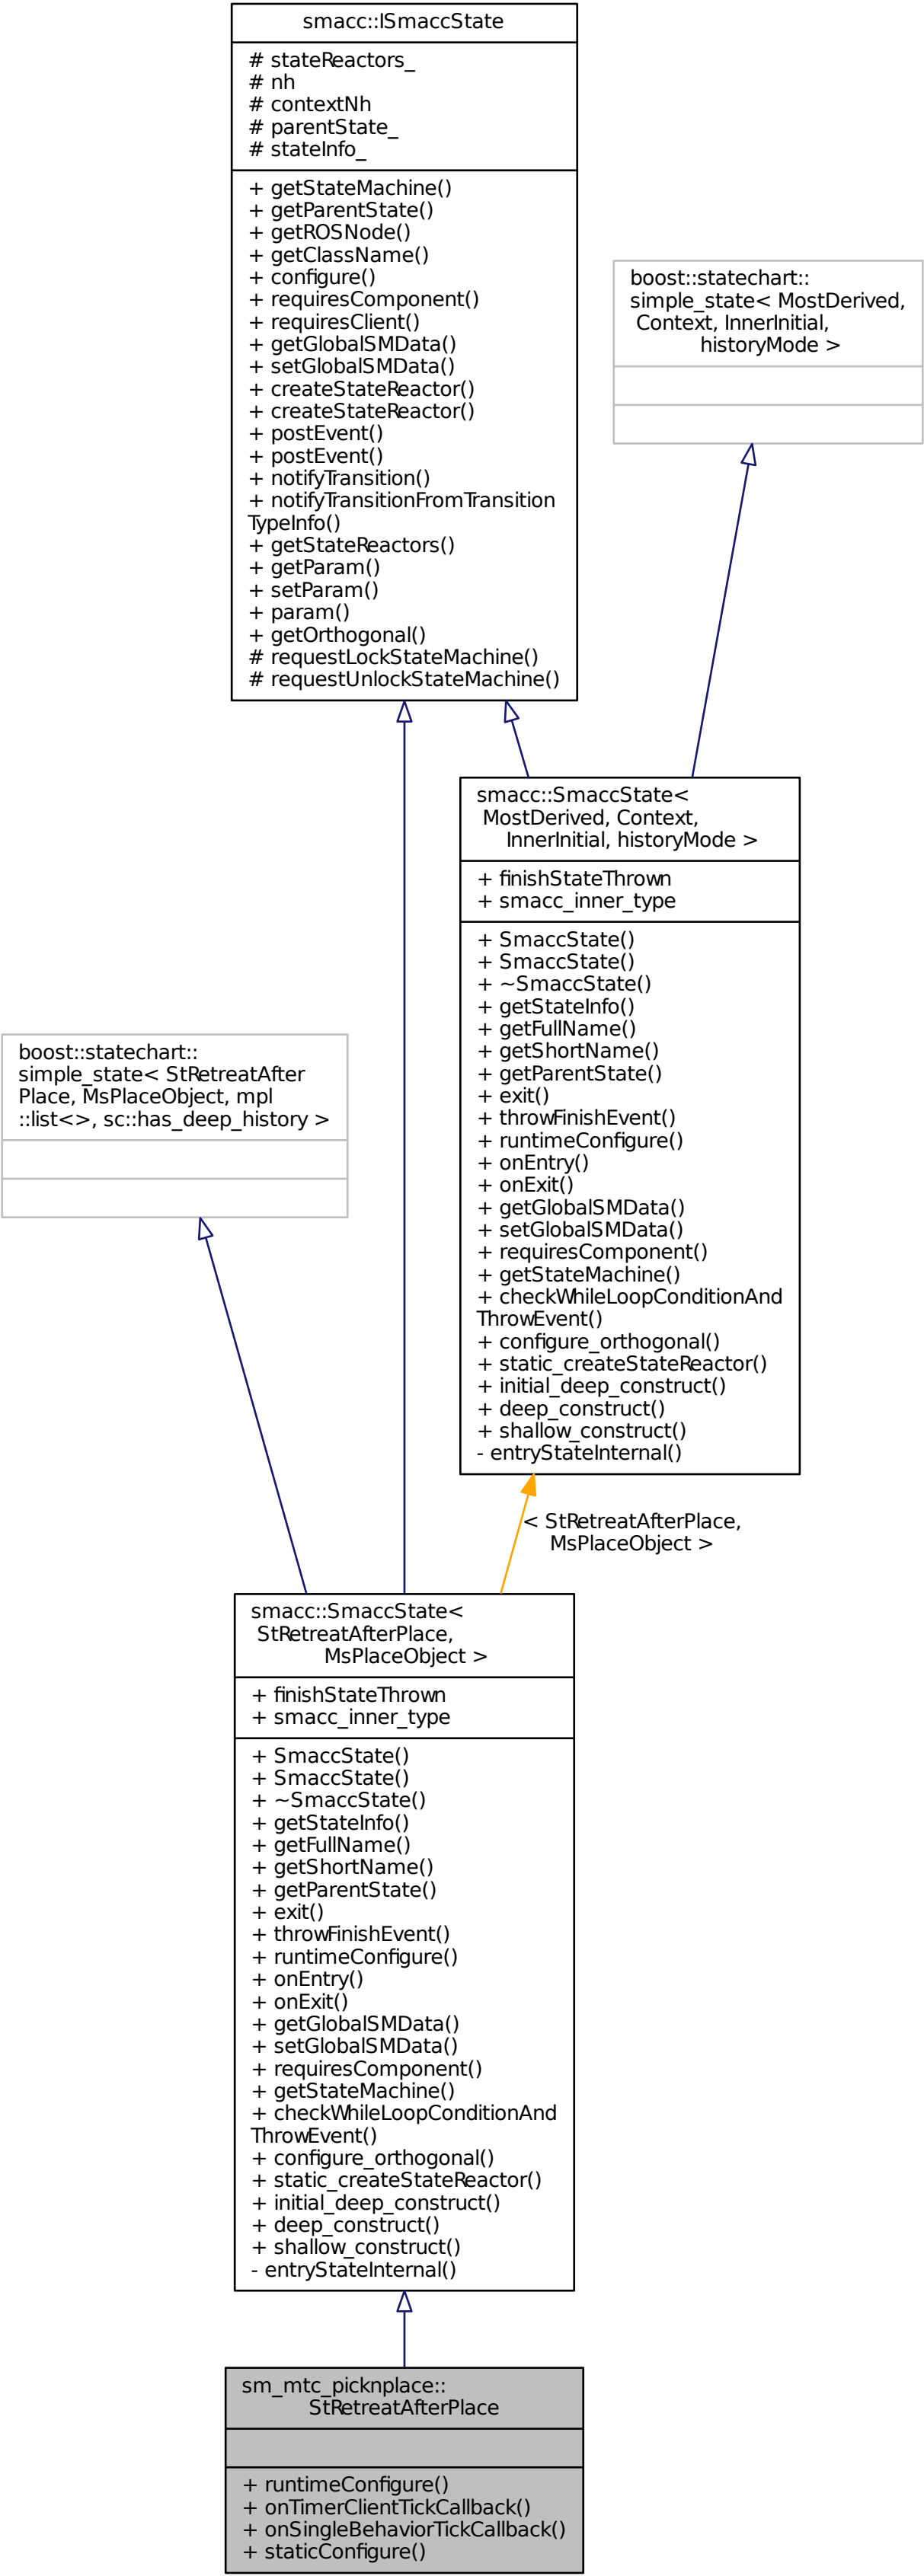 smacc::ISmaccState
# stateReactors_
# nh
# contextNh
# parentState_
# stateInfo_
+ getStateMachine()
+ getParentState()
+ getROSNode()
+ getClassName()
+ configure()
+ requiresComponent()
+ requiresClient()
+ getGlobalSMData()
+ setGlobalSMData()
+ createStateReactor()
+ createStateReactor()
+ postEvent()
+ postEvent()
+ notifyTransition()
+ notifyTransitionFromTransition
TypeInfo()
+ getStateReactors()
+ getParam()
+ setParam()
+ param()
+ getOrthogonal()
# requestLockStateMachine()
# requestUnlockStateMachine()
boost::statechart::
simple_state< MostDerived,
Context, InnerInitial,
historyMode >
smacc::SmaccState<
MostDerived, Context,
InnerInitial, historyMode >
+ finishStateThrown
+ smacc_inner_type
+ SmaccState()
+ SmaccState()
+ ~SmaccState()
+ getStateInfo()
+ getFullName()
+ getShortName()
+ getParentState()
+ exit()
+ throwFinishEvent()
+ runtimeConfigure()
+ onEntry()
+ onExit()
+ getGlobalSMData()
+ setGlobalSMData()
+ requiresComponent()
+ getStateMachine()
+ checkWhileLoopConditionAnd
ThrowEvent()
+ configure_orthogonal()
+ static_createStateReactor()
+ initial_deep_construct()
+ deep_construct()
+ shallow_construct()
- entryStateInternal()
boost::statechart::
simple_state< StRetreatAfter
Place, MsPlaceObject, mpl
::list<>, sc::has_deep_history >
< StRetreatAfterPlace,
MsPlaceObject >
smacc::SmaccState<
StRetreatAfterPlace,
MsPlaceObject >
+ finishStateThrown
+ smacc_inner_type
+ SmaccState()
+ SmaccState()
+ ~SmaccState()
+ getStateInfo()
+ getFullName()
+ getShortName()
+ getParentState()
+ exit()
+ throwFinishEvent()
+ runtimeConfigure()
+ onEntry()
+ onExit()
+ getGlobalSMData()
+ setGlobalSMData()
+ requiresComponent()
+ getStateMachine()
+ checkWhileLoopConditionAnd
ThrowEvent()
+ configure_orthogonal()
+ static_createStateReactor()
+ initial_deep_construct()
+ deep_construct()
+ shallow_construct()
- entryStateInternal()
sm_mtc_picknplace::
StRetreatAfterPlace
+ runtimeConfigure()
+ onTimerClientTickCallback()
+ onSingleBehaviorTickCallback()
+ staticConfigure()